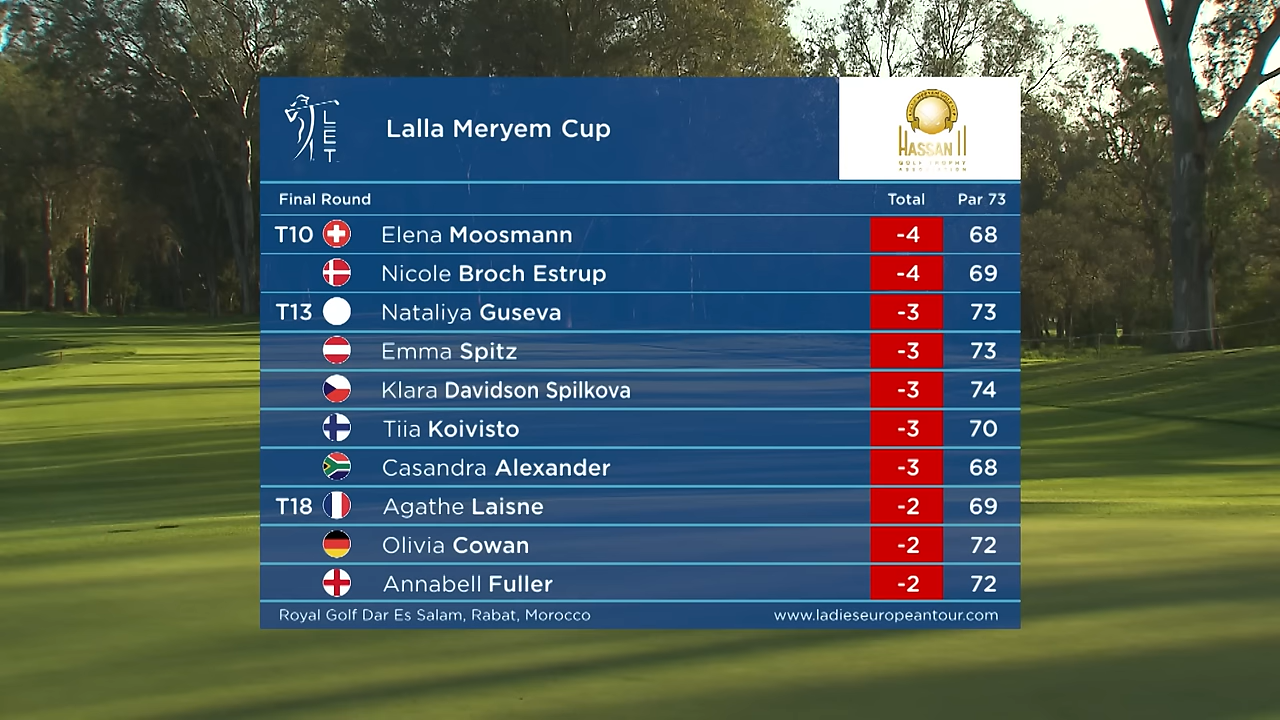 LET
Lalla Meryem Cup
HASSAN II
GOLF TROPHY
ASSOCIATION
Final Round Total Par 73
T10 Elena Moosmann -4 68
Nicole Broch Estrup -4 69
T13 Nataliya Guseva -3 73
Emma Spitz -3 73
Klara Davidson Spilkova -3 74
Tiia Koivisto -3 70
Casandra Alexander -3 68
T18 Agathe Laisne -2 69
Olivia Cowan -2 72
Annabell Fuller -2 72
Royal Golf Dar Es Salam, Rabat, Morocco www.ladieseuropeantour.com